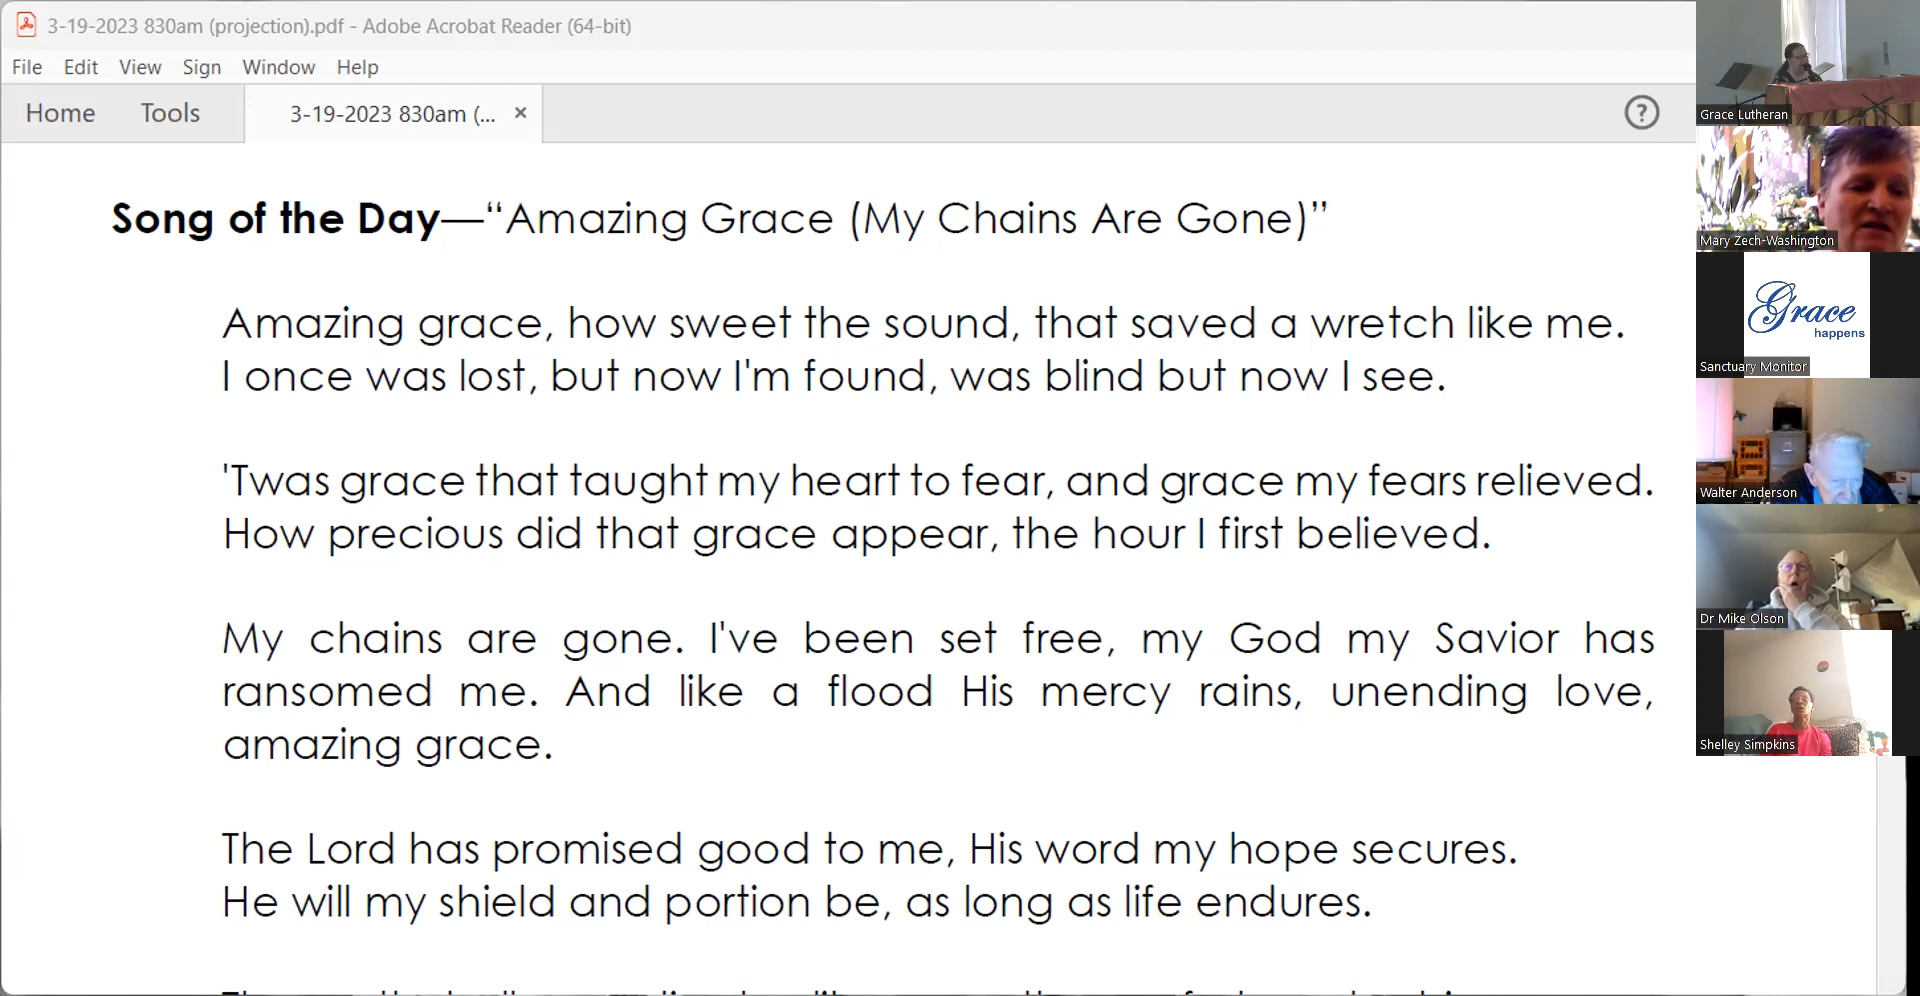 3-19-2023 830am (projection).pdf - Adobe Acrobat Reader (64-bit)
File Edit View Sign Window Help
Home Tools 3-19-2023 830am (... × ?
Song of the Day—“Amazing Grace (My Chains Are Gone)”
Amazing grace, how sweet the sound, that saved a wretch like me.
I once was lost, but now I'm found, was blind but now I see.
'Twas grace that taught my heart to fear, and grace my fears relieved.
How precious did that grace appear, the hour I first believed.
My chains are gone. I've been set free, my God my Savior has
ransomed me. And like a flood His mercy rains, unending love,
amazing grace.
The Lord has promised good to me, His word my hope secures.
He will my shield and portion be, as long as life endures.
Grace Lutheran
Mary Zech-Washington
Grace
happens
Sanctuary Monitor
Walter Anderson
Dr Mike Olson
Shelley Simpkins